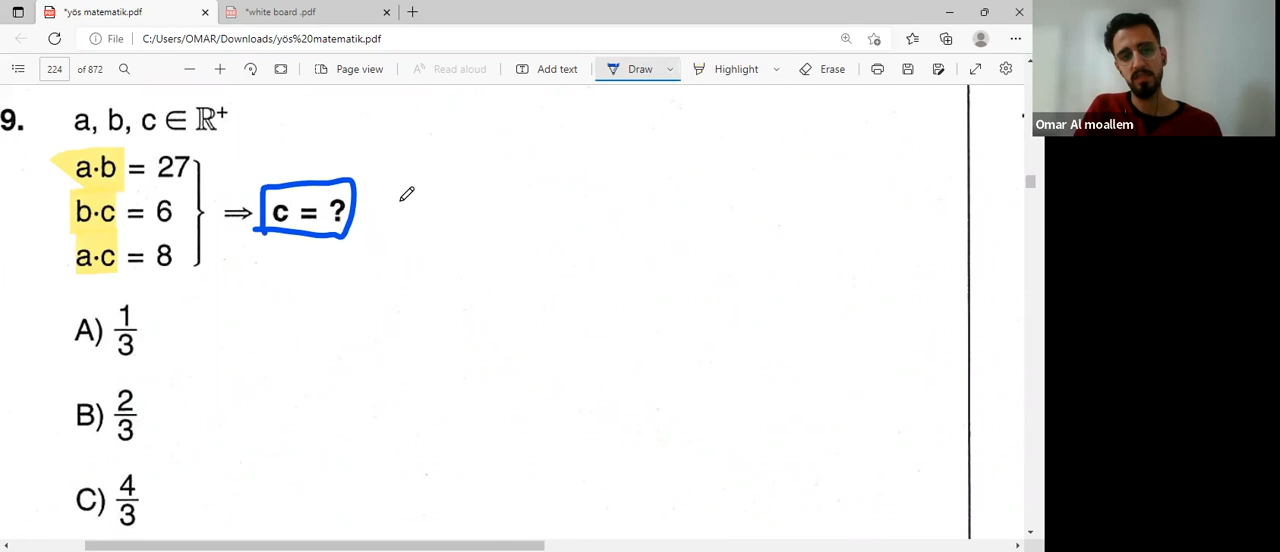 *yös matematik.pdf
*white board .pdf
File C:/Users/OMAR/Downloads/yös%20matematik.pdf
224 of 872 Page view Read aloud Add text Draw Highlight Erase
Omar Al moallem
9. a, b, c ∈ ℝ⁺
a·b = 27
b·c = 6 ⇒ c = ?
a·c = 8
A) 1/3
B) 2/3
C) 4/3